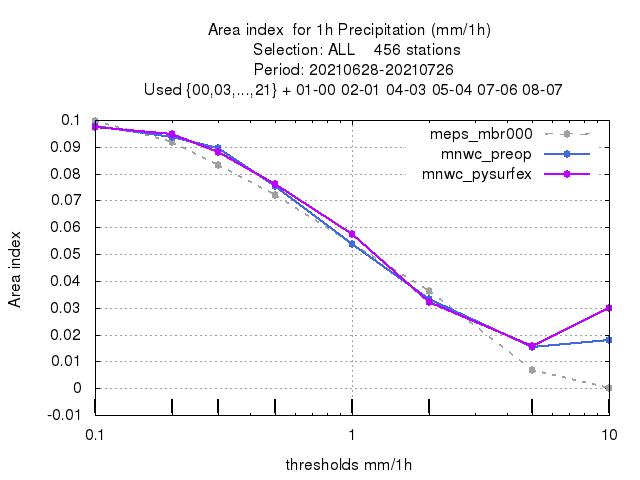 Area index for 1h Precipitation (mm/1h)
Selection: ALL 456 stations
Period: 20210628-20210726
Used {00,03,...,21} + 01-00 02-01 04-03 05-04 07-06 08-07
meps_mbr000
mnwc_preop
mnwc_pysurfex
0.1
0.09
0.08
0.07
0.06
0.05
0.04
0.03
0.02
0.01
0
-0.01
Area index
0.1
1
10
thresholds mm/1h